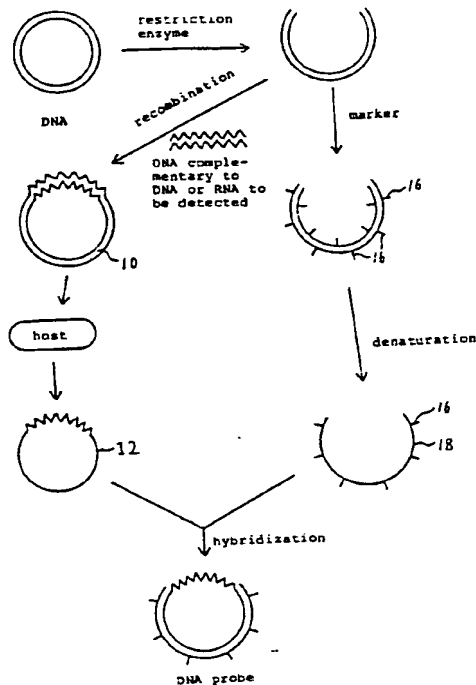 restriction
enzyme
DNA
recombination
marker
DNA comple-
mentary to
DNA or RNA to
be detected
16
10
16
host
denaturation
16
12
18
hybridization
DNA probe